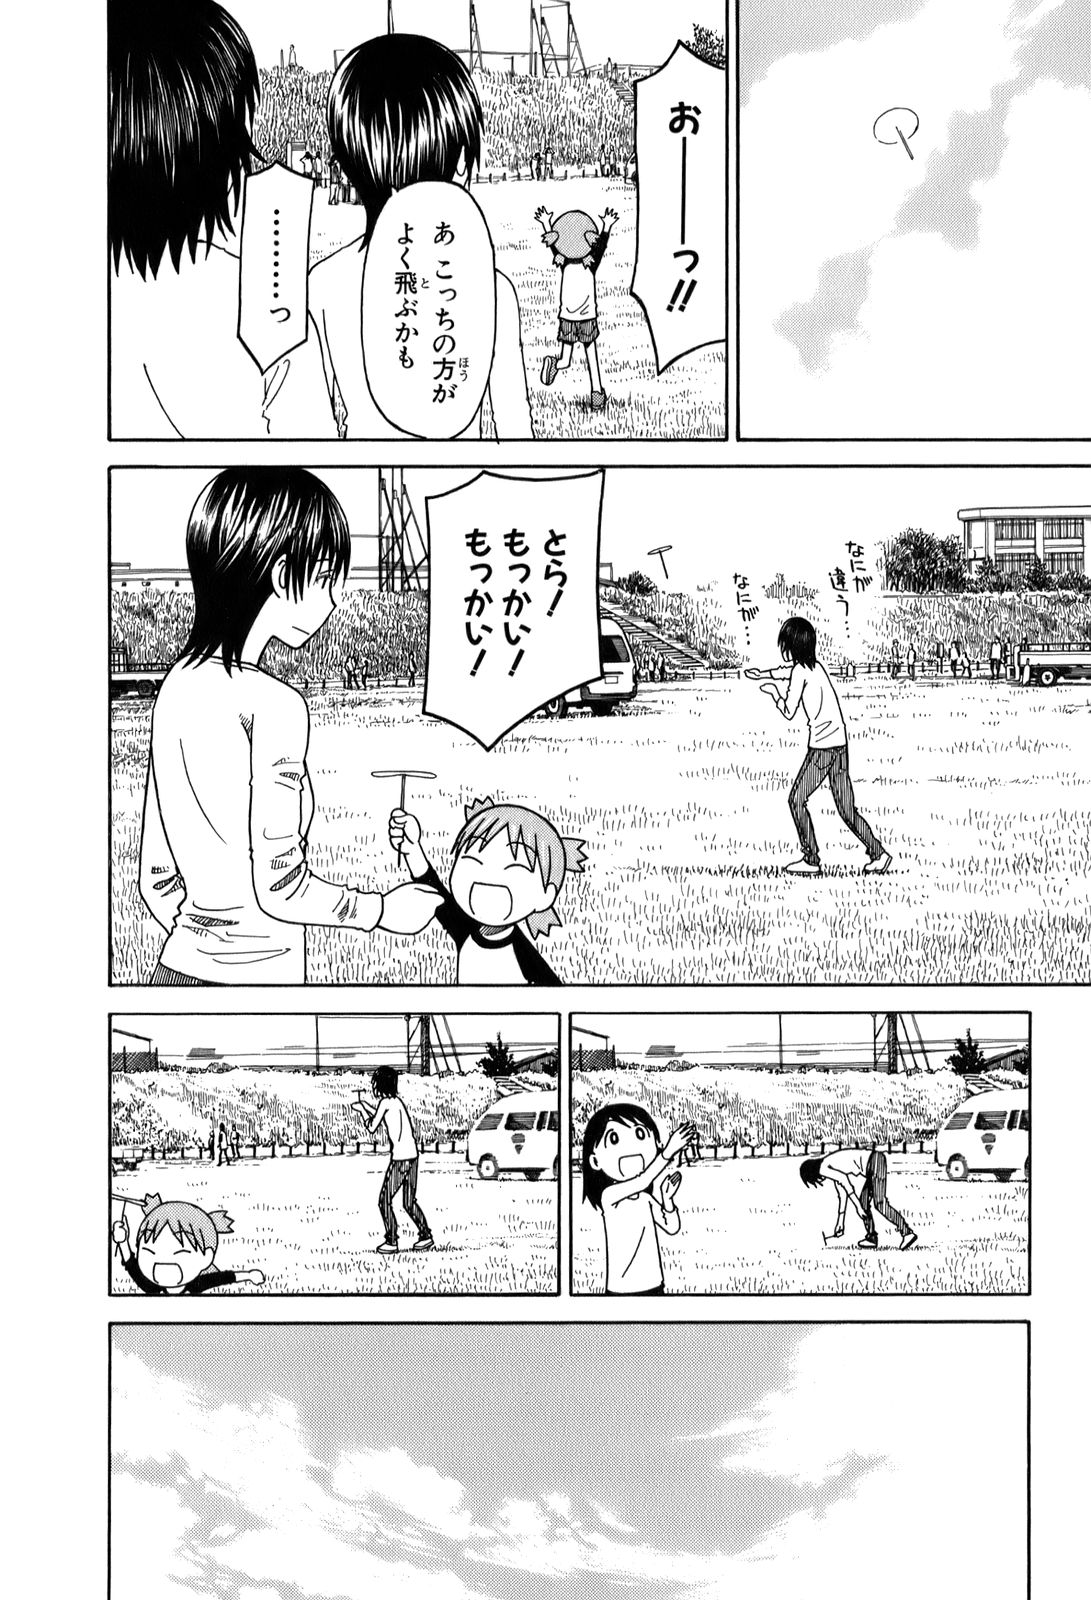 おーーーっ!!
あ こっちの方が
よく飛ぶかも
………っ
なにが
違う…
なにが…
とら!
もっかい!
もっかい!